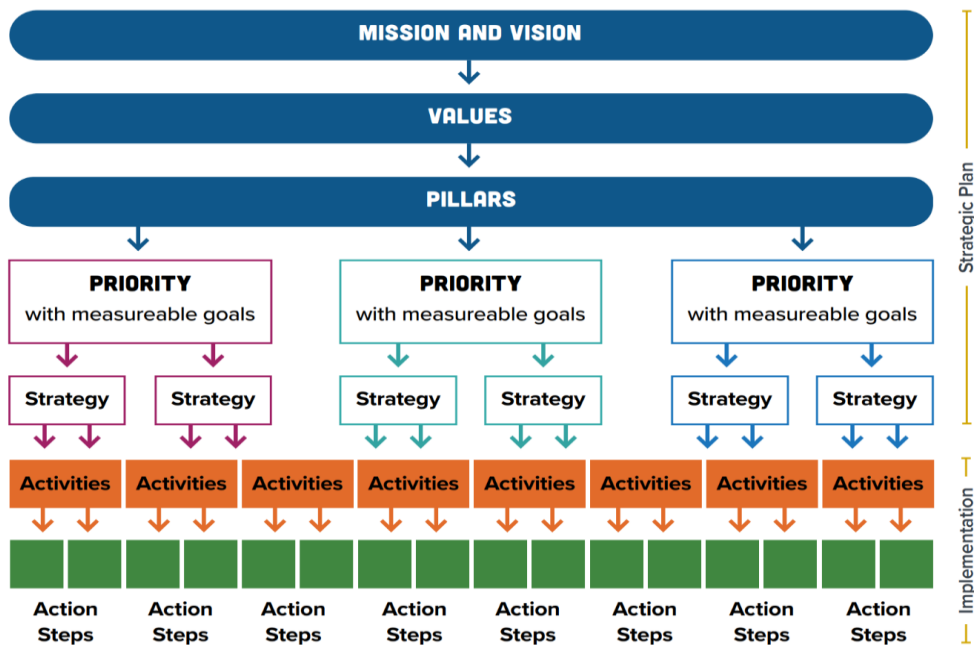 MISSION AND VISION
VALUES
PILLARS
PRIORITY
with measureable goals
PRIORITY
with measureable goals
PRIORITY
with measureable goals
Strategy
Strategy
Strategy
Strategy
Strategy
Strategy
Activities
Activities
Activities
Activities
Activities
Activities
Activities
Activities
Action
Steps
Action
Steps
Action
Steps
Action
Steps
Action
Steps
Action
Steps
Action
Steps
Action
Steps
Strategic Plan
Implementation